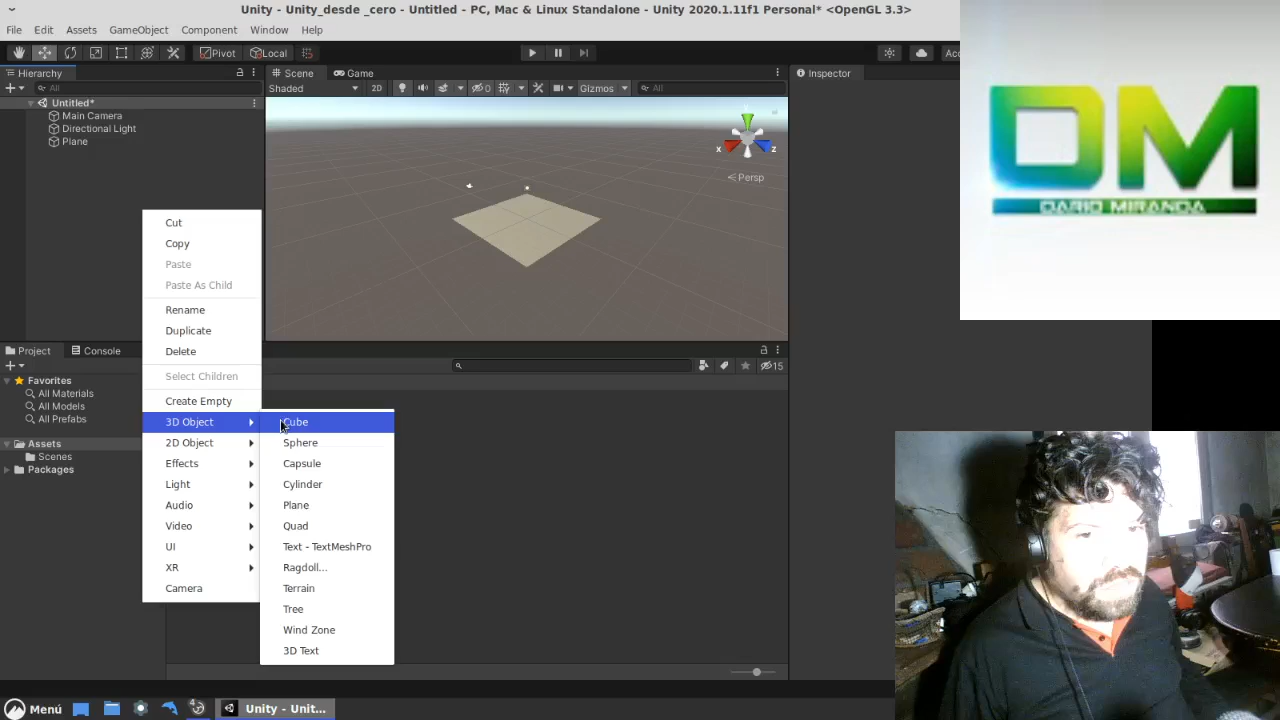 Unity - Unity_desde _cero - Untitled - PC, Mac & Linux Standalone - Unity 2020.1.11f1 Personal* <OpenGL 3.3>
File Edit Assets GameObject Component Window Help
Pivot Local
Hierarchy
All
Untitled*
Main Camera
Directional Light
Plane
Scene Game
Shaded 2D 0 Gizmos All
y
x z
Persp
Inspector
DM
DARIO MIRANDA
Cut
Copy
Paste
Paste As Child
Rename
Duplicate
Delete
Select Children
Create Empty
3D Object
2D Object
Effects
Light
Audio
Video
UI
XR
Camera
Cube
Sphere
Capsule
Cylinder
Plane
Quad
Text - TextMeshPro
Ragdoll...
Terrain
Tree
Wind Zone
3D Text
Project Console
15
Favorites
All Materials
All Models
All Prefabs
Assets
Scenes
Packages
Menú
Unity - Unit...